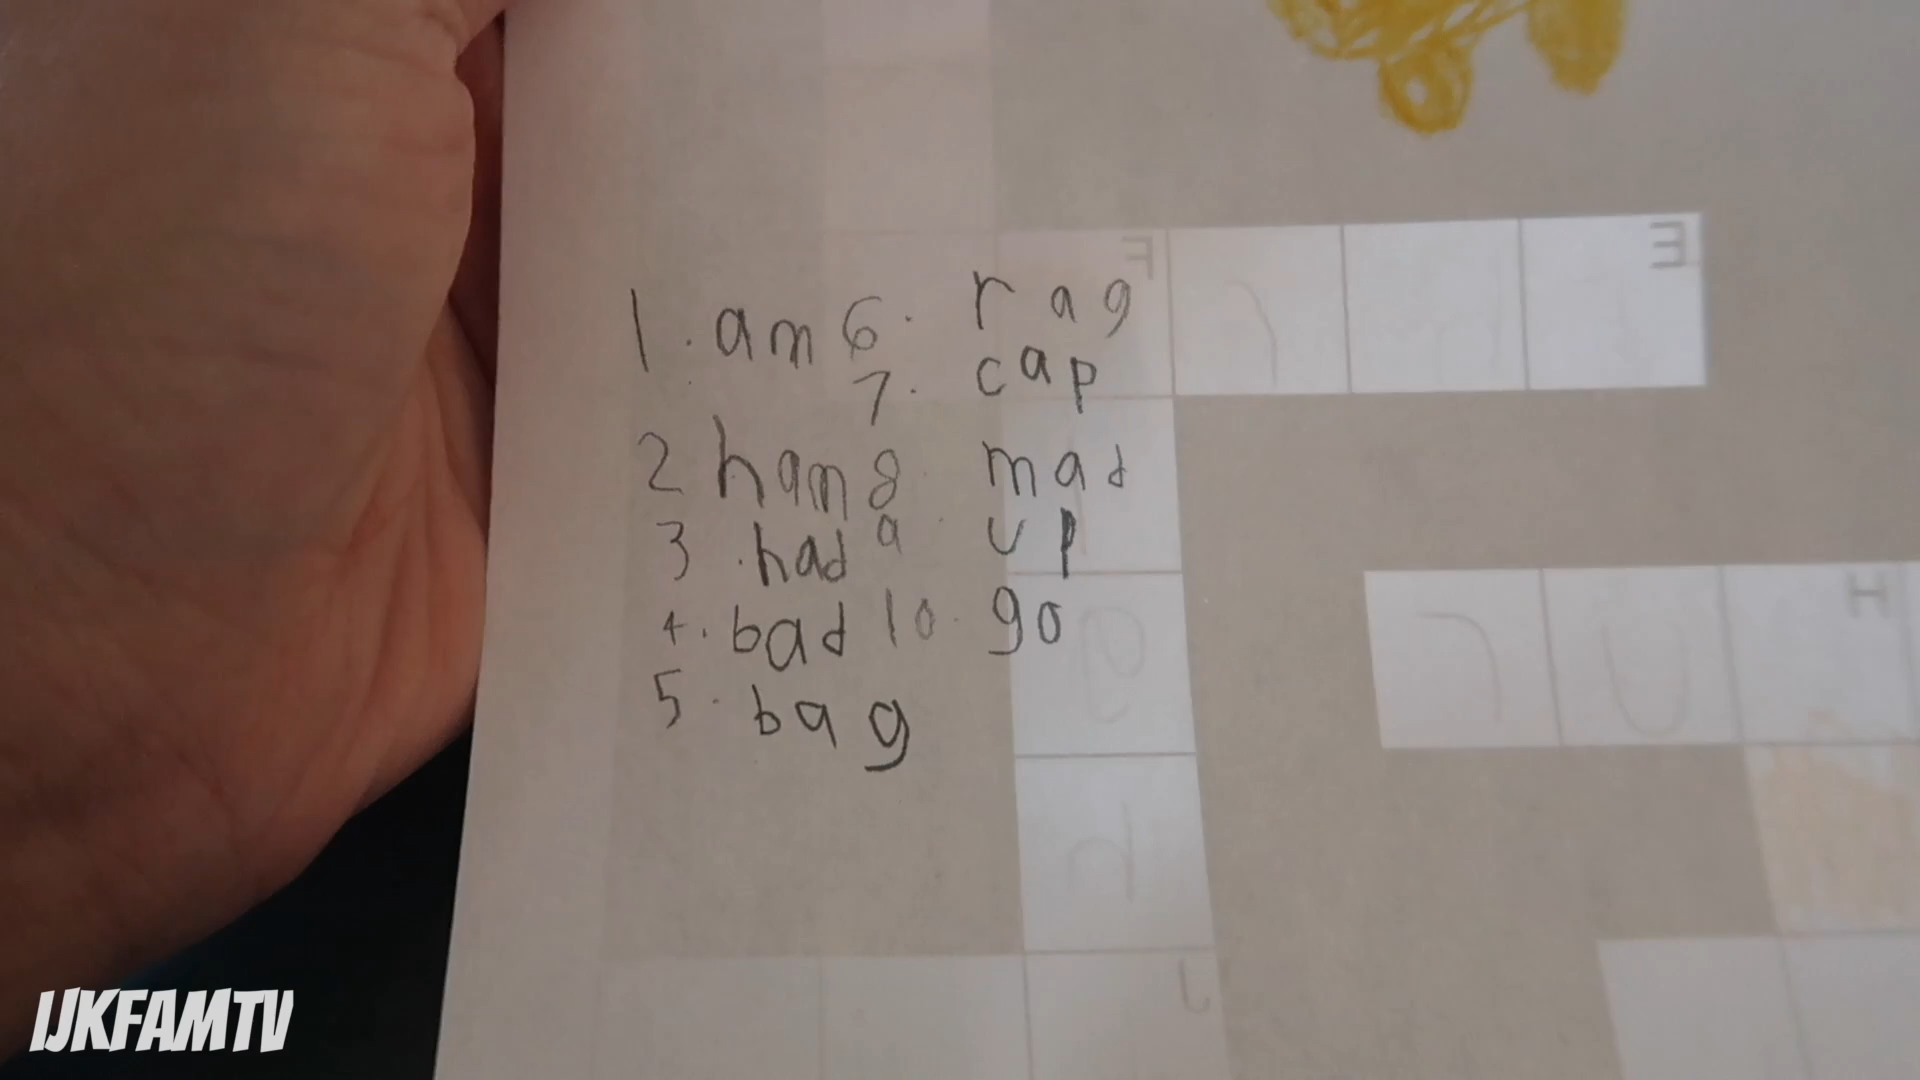 1. am 6. rag
7. cap
2 ham 8. mad
3. had 9. up
4. bad 10. go
5. bag
E
F
H
J
IJKFAMTV